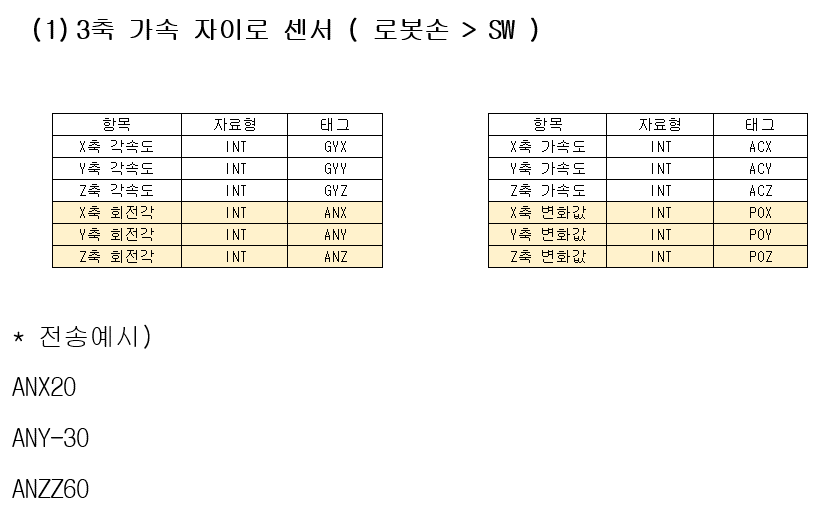 (1) 3축 가속 자이로 센서 ( 로봇손 > SW )
항목 자료형 태그
X축 각속도 INT GYX
Y축 각속도 INT GYY
Z축 각속도 INT GYZ
X축 회전각 INT ANX
Y축 회전각 INT ANY
Z축 회전각 INT ANZ
항목 자료형 태그
X축 가속도 INT ACX
Y축 가속도 INT ACY
Z축 가속도 INT ACZ
X축 변화값 INT POX
Y축 변화값 INT POY
Z축 변화값 INT POZ
* 전송예시)
ANX20
ANY-30
ANZZ60